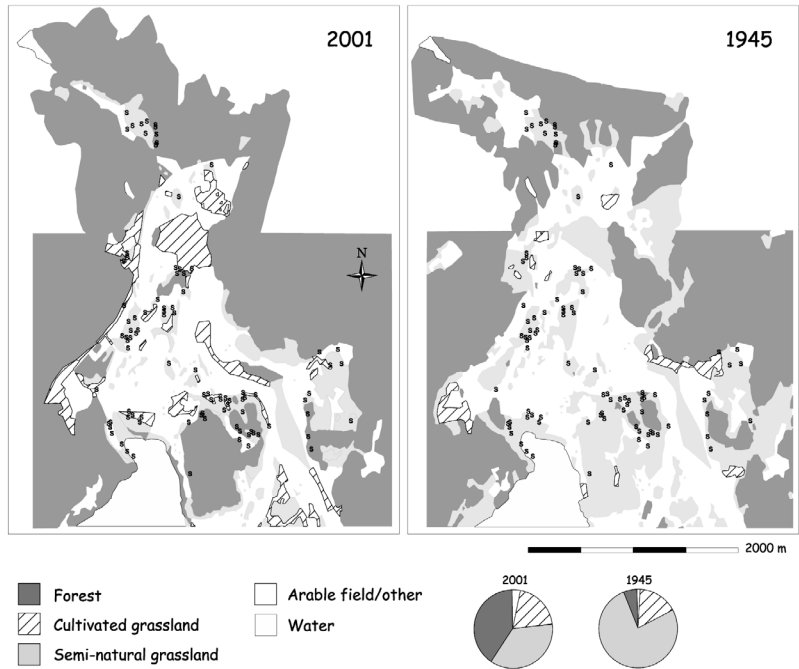 2001
1945
N
2000 m
Forest
Cultivated grassland
Semi-natural grassland
Arable field/other
Water
2001
1945